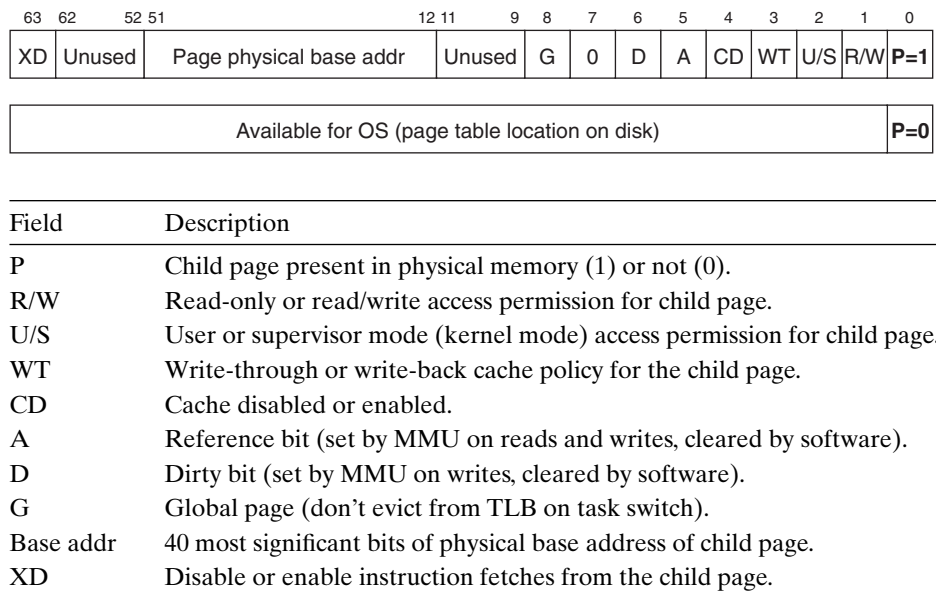 63 62 52 51 12 11 9 8 7 6 5 4 3 2 1 0
XD Unused Page physical base addr Unused G 0 D A CD WT U/S R/W P=1
Available for OS (page table location on disk) P=0
Field Description
P Child page present in physical memory (1) or not (0).
R/W Read-only or read/write access permission for child page.
U/S User or supervisor mode (kernel mode) access permission for child page.
WT Write-through or write-back cache policy for the child page.
CD Cache disabled or enabled.
A Reference bit (set by MMU on reads and writes, cleared by software).
D Dirty bit (set by MMU on writes, cleared by software).
G Global page (don’t evict from TLB on task switch).
Base addr 40 most significant bits of physical base address of child page.
XD Disable or enable instruction fetches from the child page.